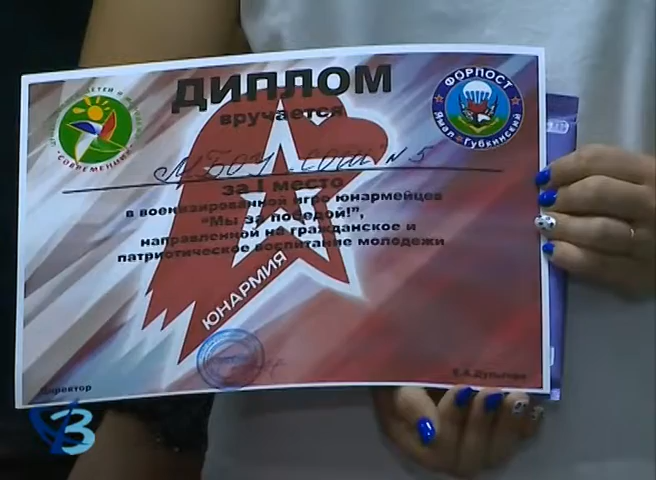 ДИПЛОМ
ФОРПОСТ
вручается
СОВРЕМЕННИК
Ямал Губкинский
МБОУ "СОШ" N 5
за I место
в военизированной игре юнармейцев
"Мы за победой!",
направленной на гражданское и
патриотическое воспитание молодежи
ЮНАРМИЯ
Директор